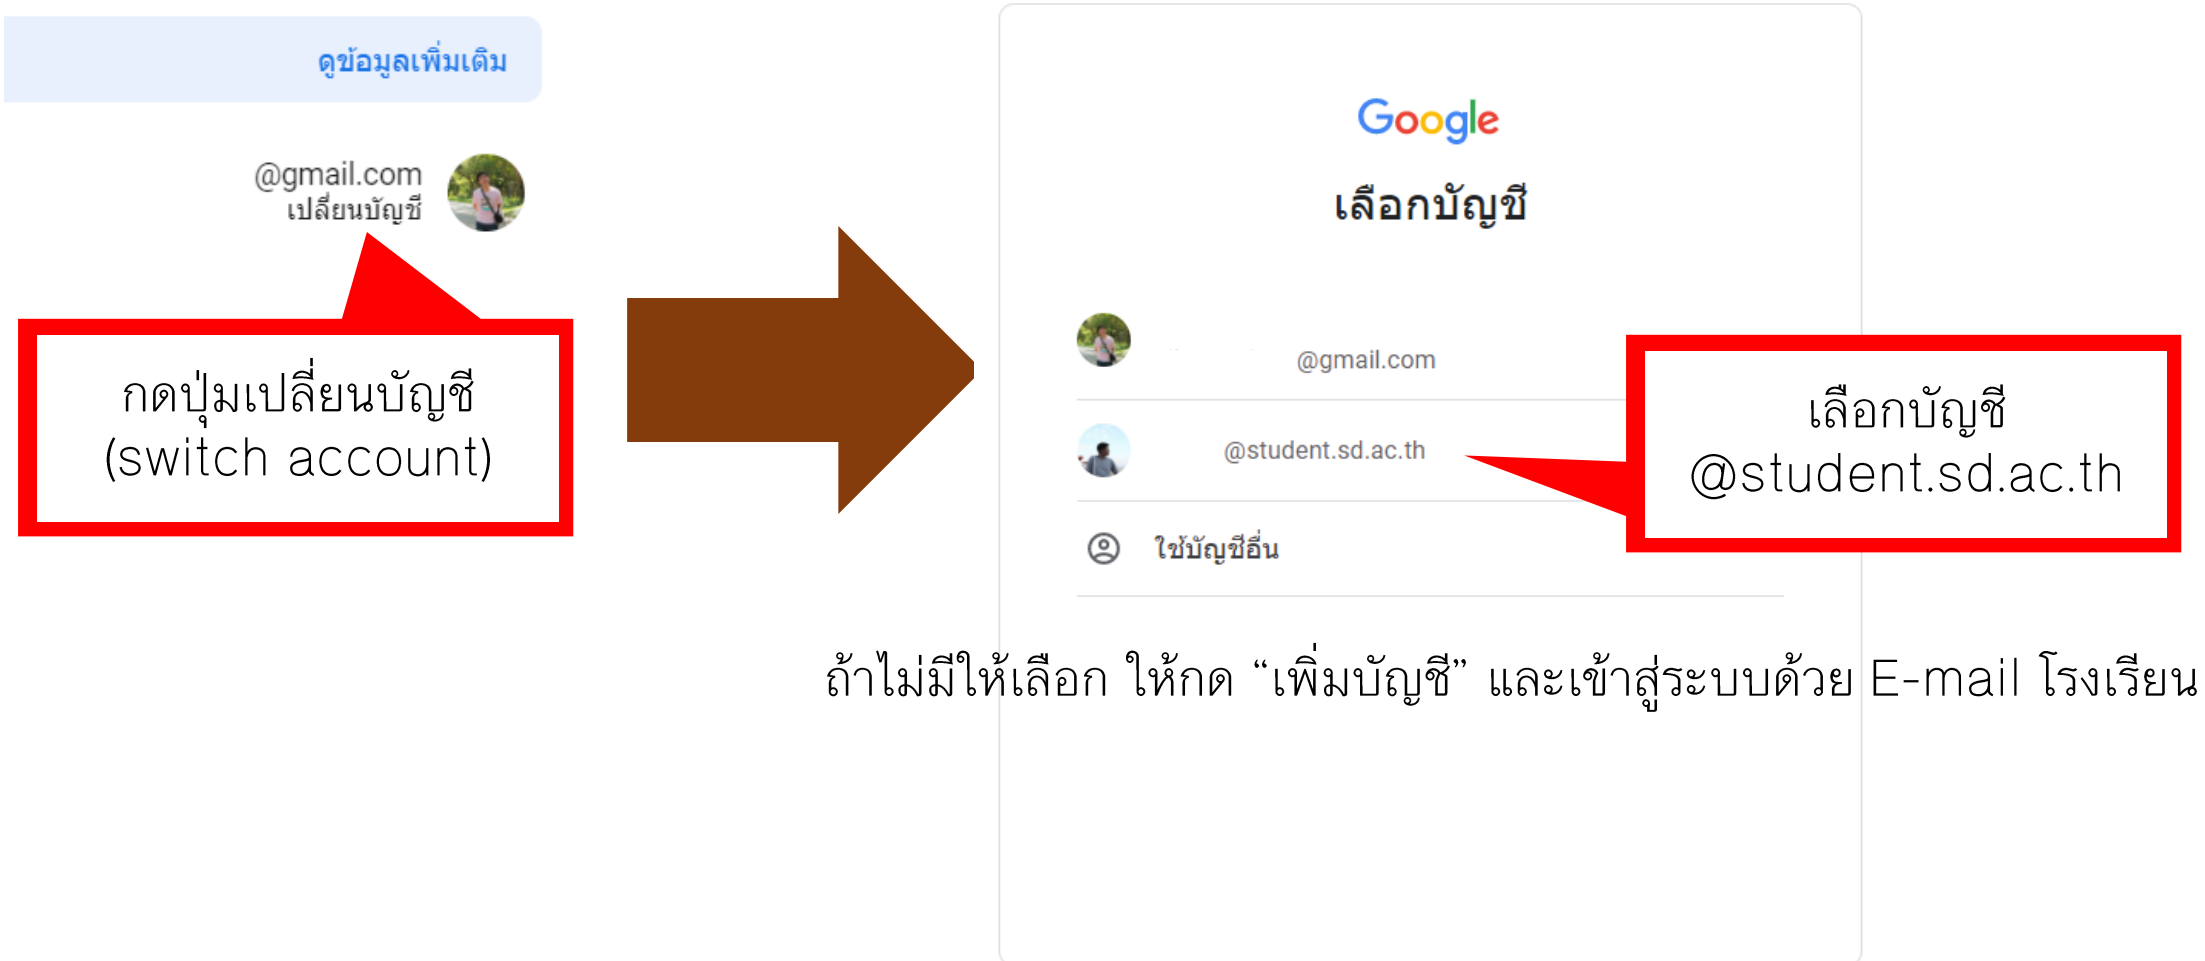 ดูข้อมูลเพิ่มเติม
@gmail.com
เปลี่ยนบัญชี
กดปุ่มเปลี่ยนบัญชี
(switch account)
Google
เลือกบัญชี
@gmail.com
@student.sd.ac.th
ใช้บัญชีอื่น
เลือกบัญชี
@student.sd.ac.th
ถ้าไม่มีให้เลือก ให้กด “เพิ่มบัญชี” และเข้าสู่ระบบด้วย E-mail โรงเรียน